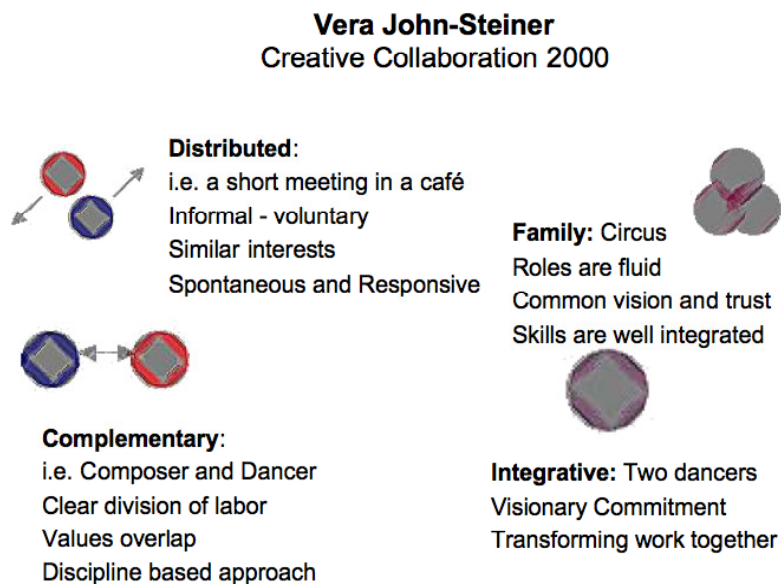 Vera John-Steiner
Creative Collaboration 2000
Distributed:
i.e. a short meeting in a café
Informal - voluntary
Similar interests
Spontaneous and Responsive
Family: Circus
Roles are fluid
Common vision and trust
Skills are well integrated
Complementary:
i.e. Composer and Dancer
Clear division of labor
Values overlap
Discipline based approach
Integrative: Two dancers
Visionary Commitment
Transforming work together